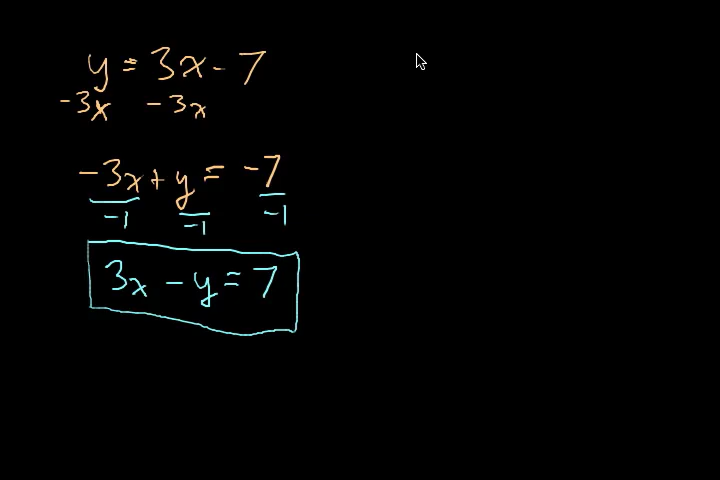 y = 3x - 7
-3x -3x
-3x + y = -7
-1 -1 -1
3x - y = 7